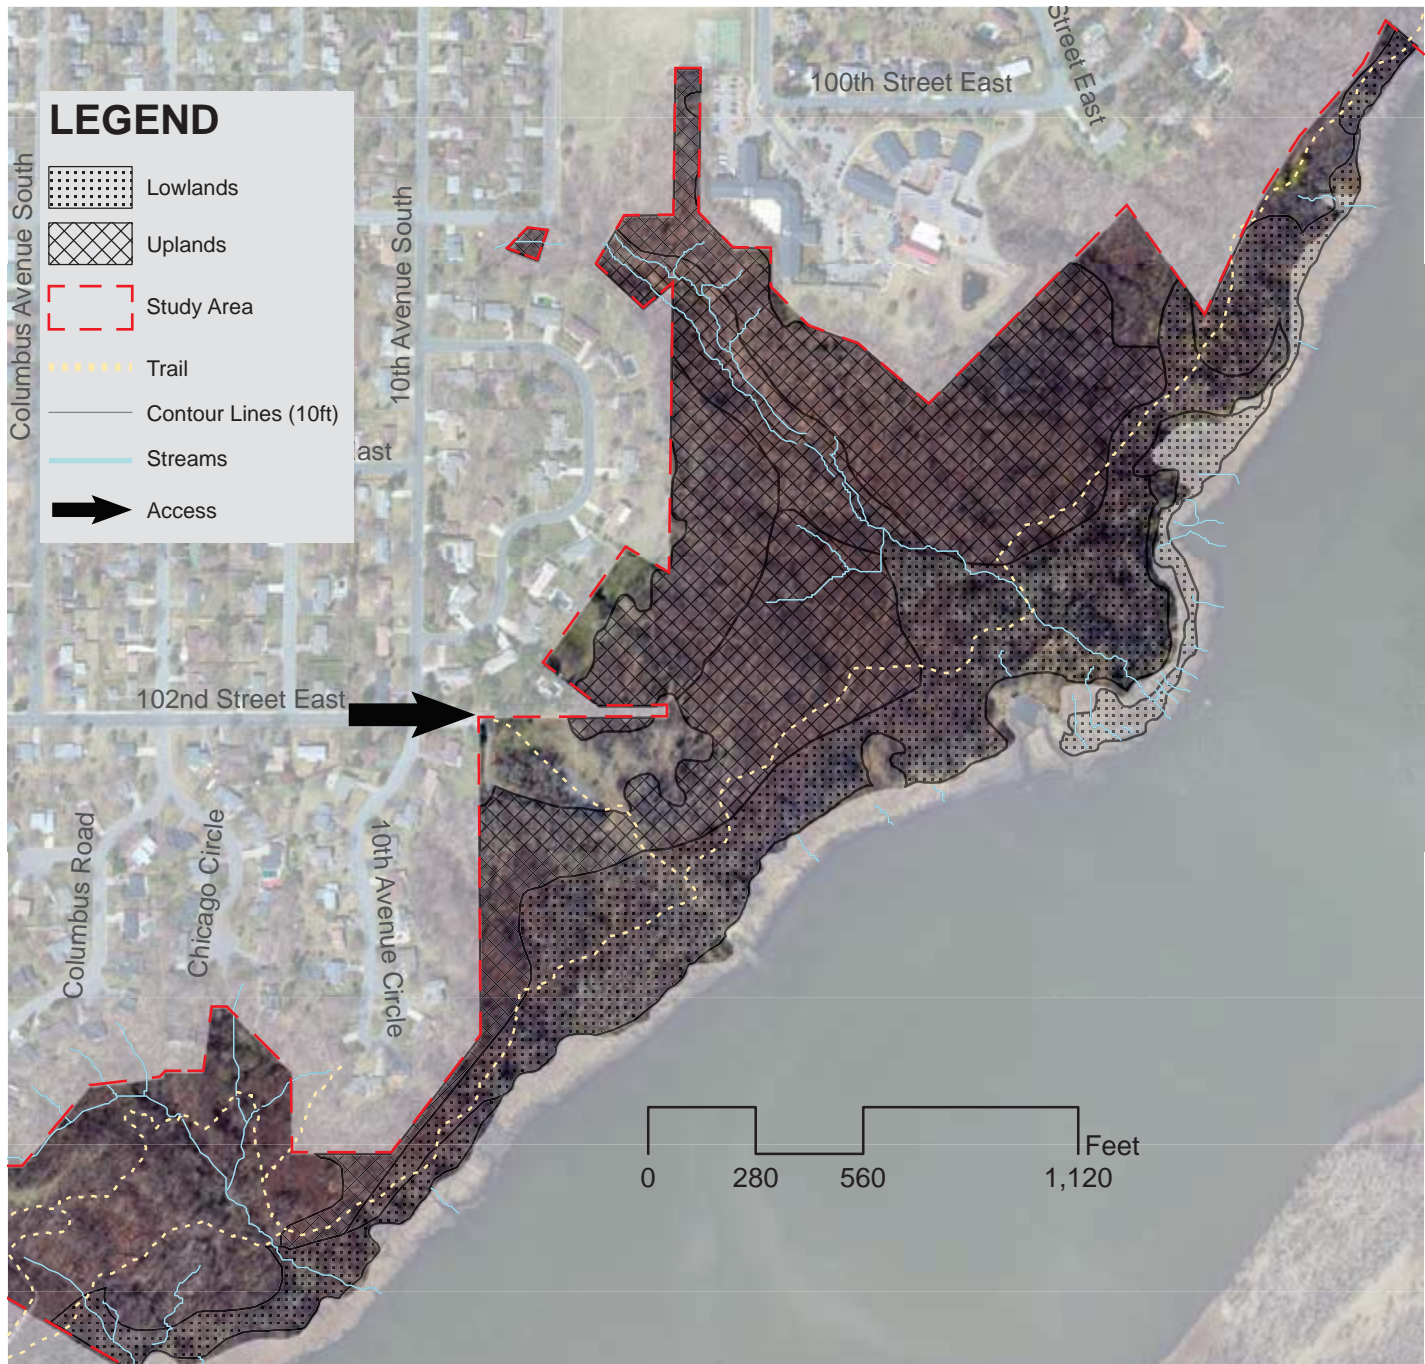 Street East
100th Street East
LEGEND
Lowlands
Uplands
Study Area
Trail
Contour Lines (10ft)
Streams
Access
Columbus Avenue South
10th Avenue South
East
102nd Street East
Columbus Road
Chicago Circle
10th Avenue Circle
Feet
0 280 560 1,120